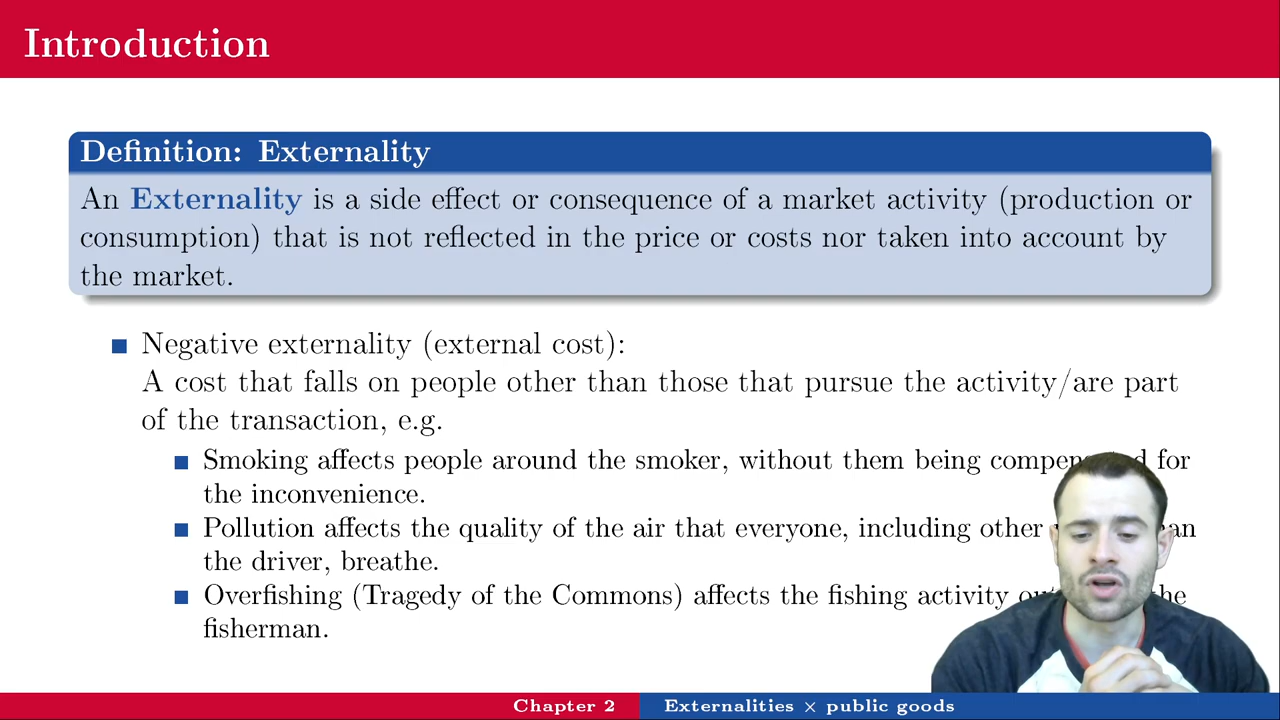 Introduction
Definition: Externality
An Externality is a side effect or consequence of a market activity (production or
consumption) that is not reflected in the price or costs nor taken into account by
the market.
Negative externality (external cost):
A cost that falls on people other than those that pursue the activity/are part
of the transaction, e.g.
Smoking affects people around the smoker, without them being compensated for
the inconvenience.
Pollution affects the quality of the air that everyone, including other
the driver, breathe.
Overfishing (Tragedy of the Commons) affects the fishing activity
fisherman.
Chapter 2
Externalities × public goods